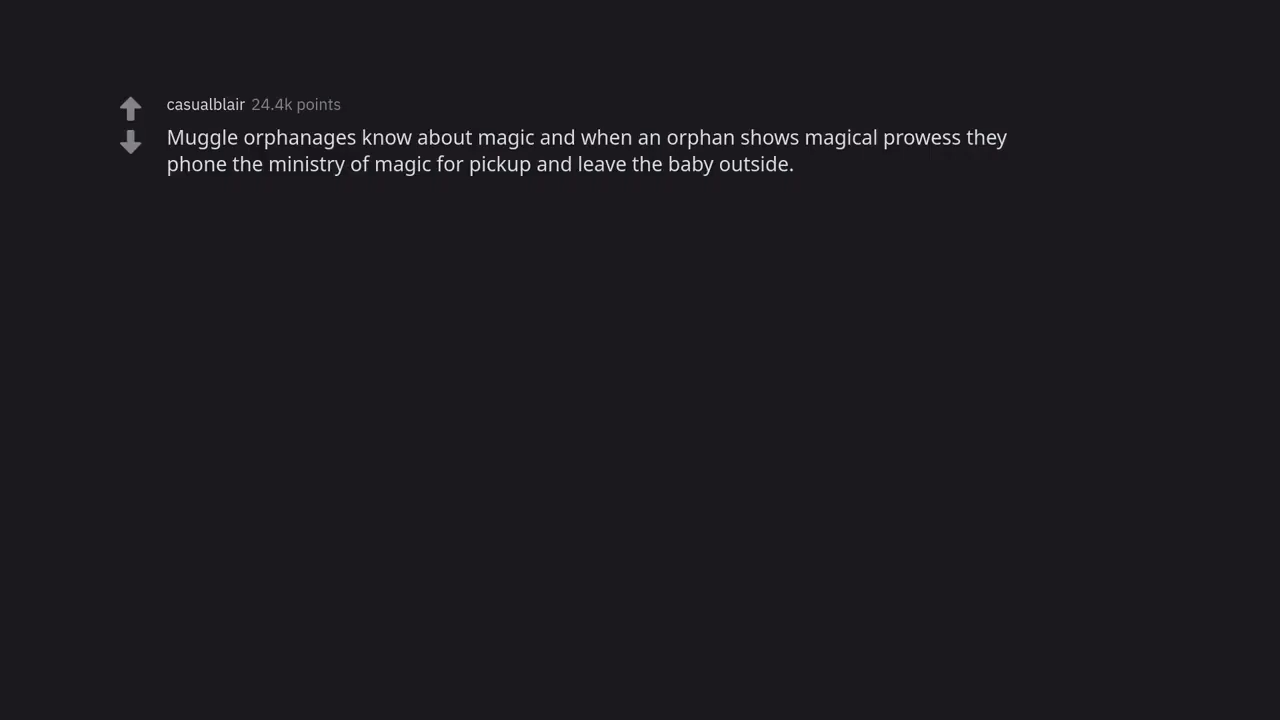 casualblair 24.4k points
Muggle orphanages know about magic and when an orphan shows magical prowess they
phone the ministry of magic for pickup and leave the baby outside.